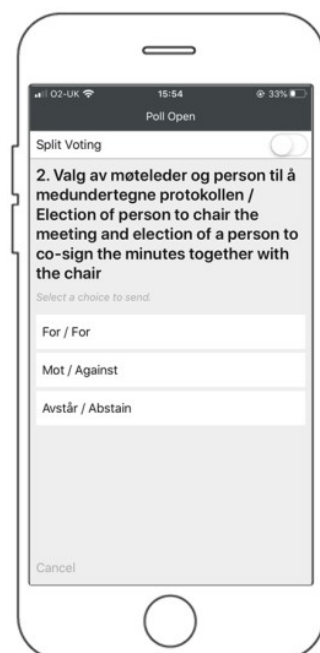 O2-UK 15:54 33%
Poll Open
Split Voting
2. Valg av møteleder og person til å
medundertegne protokollen /
Election of person to chair the
meeting and election of a person to
co-sign the minutes together with
the chair
Select a choice to send.
For / For
Mot / Against
Avstår / Abstain
Cancel